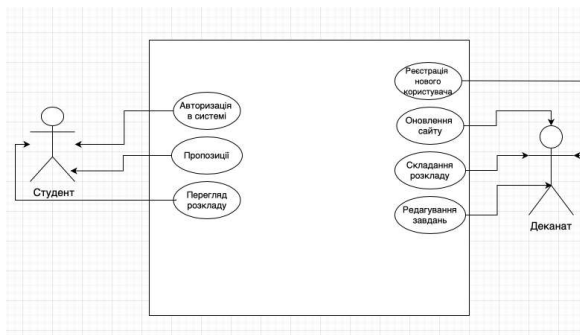 Реєстрація
нового
користувача
Авторизація
в системі
Оновлення
сайту
Пропозиції
Складання
розкладу
Студент
Перегляд
розкладу
Редагування
завдань
Деканат